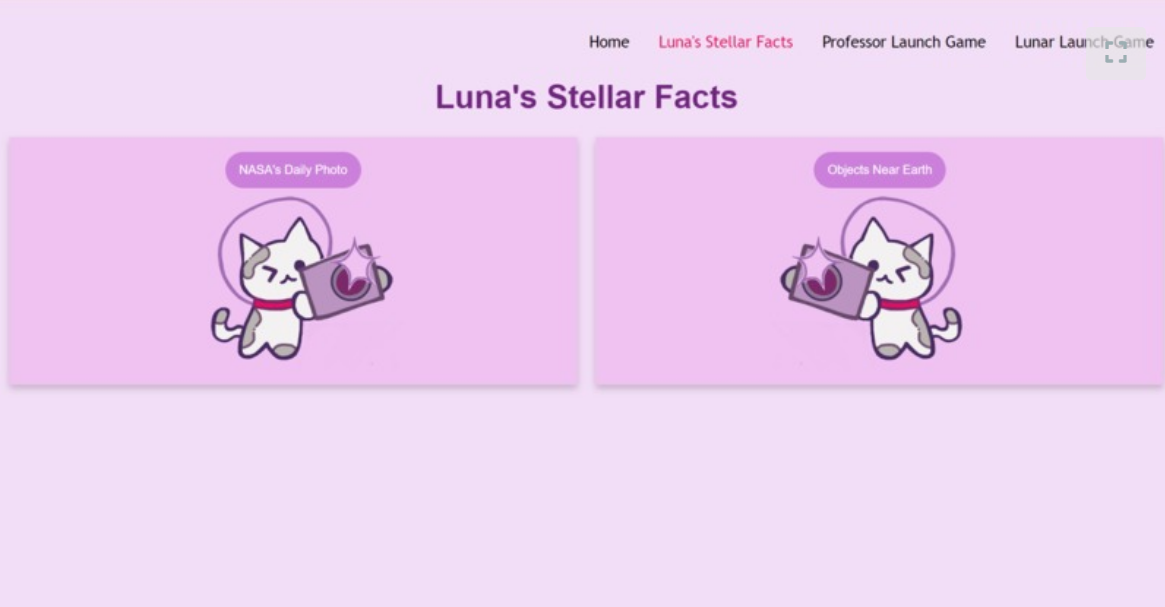 Home Luna's Stellar Facts Professor Launch Game Lunar Launch Game
Luna's Stellar Facts
NASA's Daily Photo Objects Near Earth